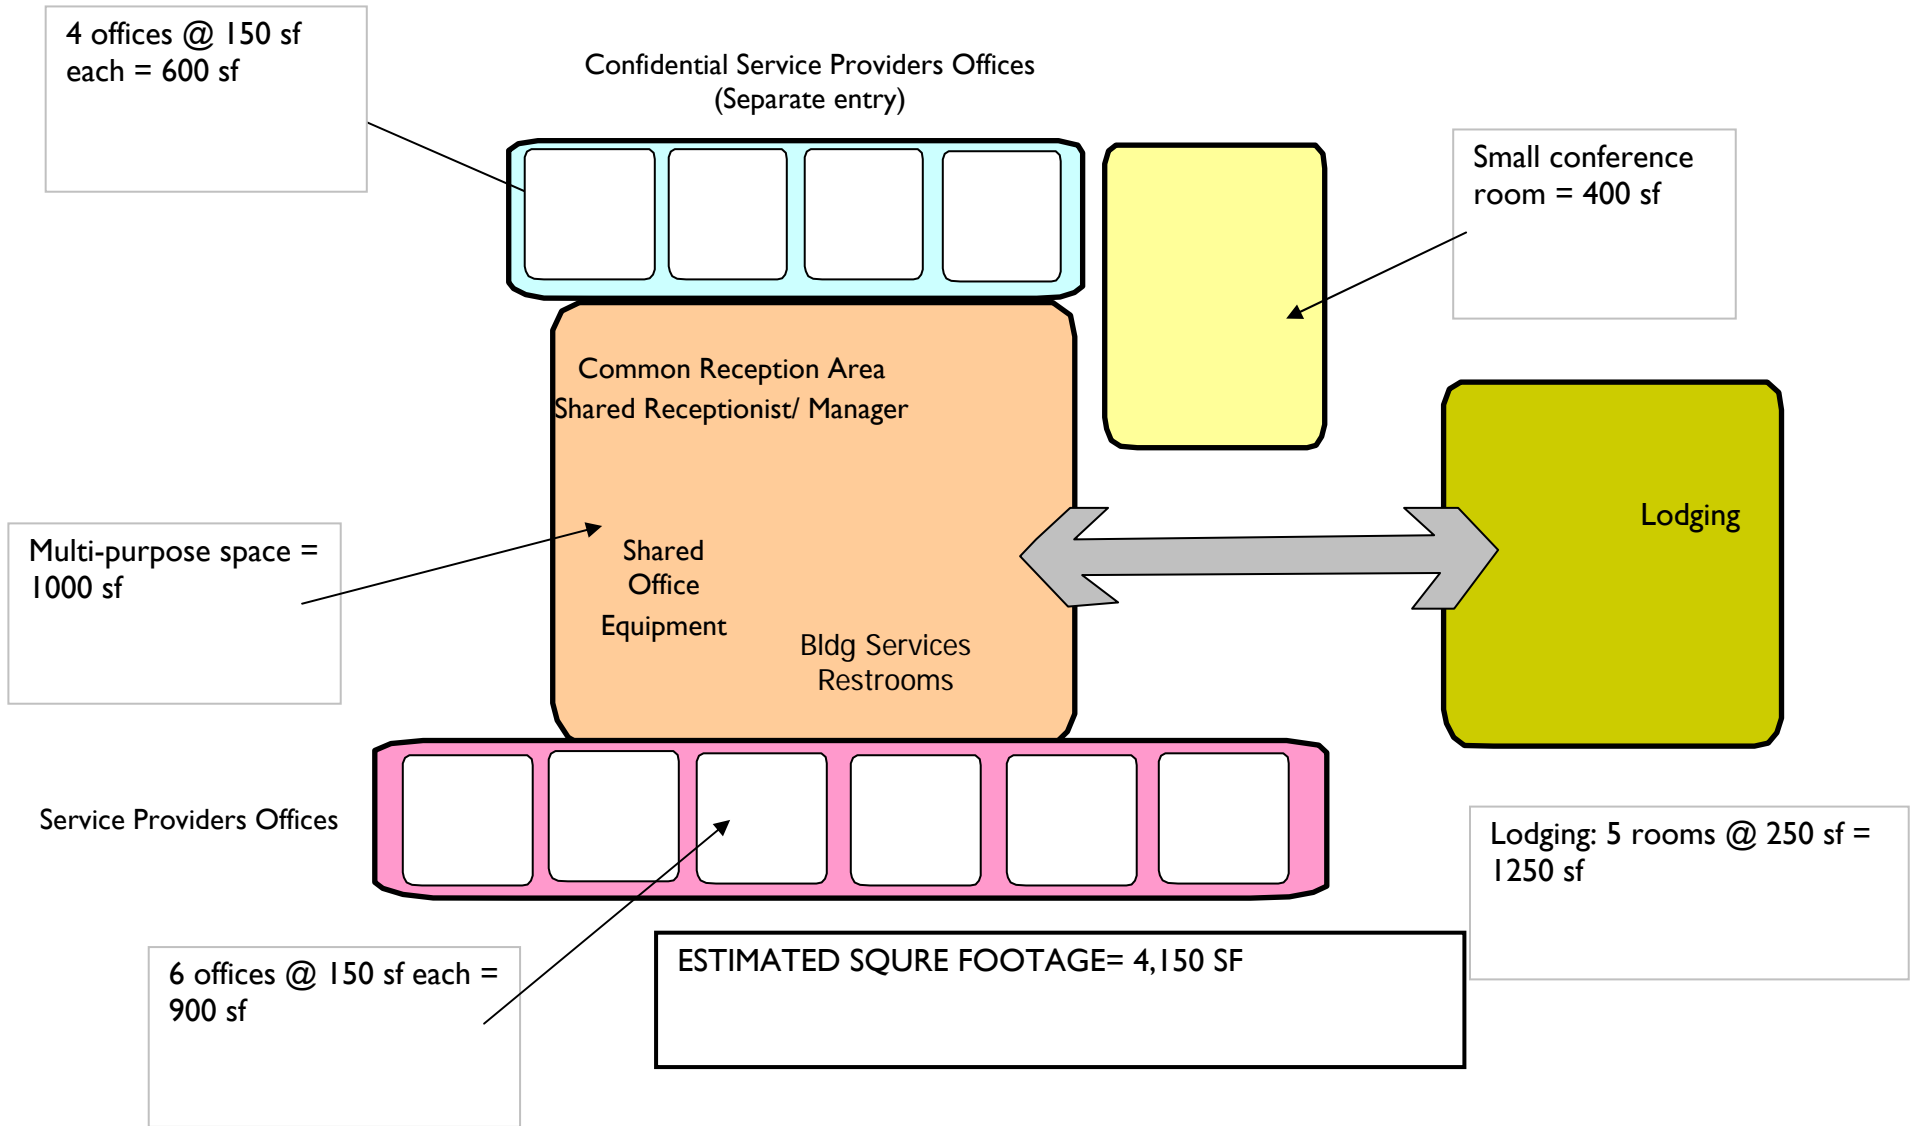 4 offices @ 150 sf
each = 600 sf
Confidential Service Providers Offices
(Separate entry)
Small conference
room = 400 sf
Common Reception Area
Shared Receptionist/ Manager
Lodging
Multi-purpose space =
1000 sf
Shared
Office
Equipment
Bldg Services
Restrooms
Service Providers Offices
Lodging: 5 rooms @ 250 sf =
1250 sf
6 offices @ 150 sf each =
900 sf
ESTIMATED SQURE FOOTAGE= 4,150 SF